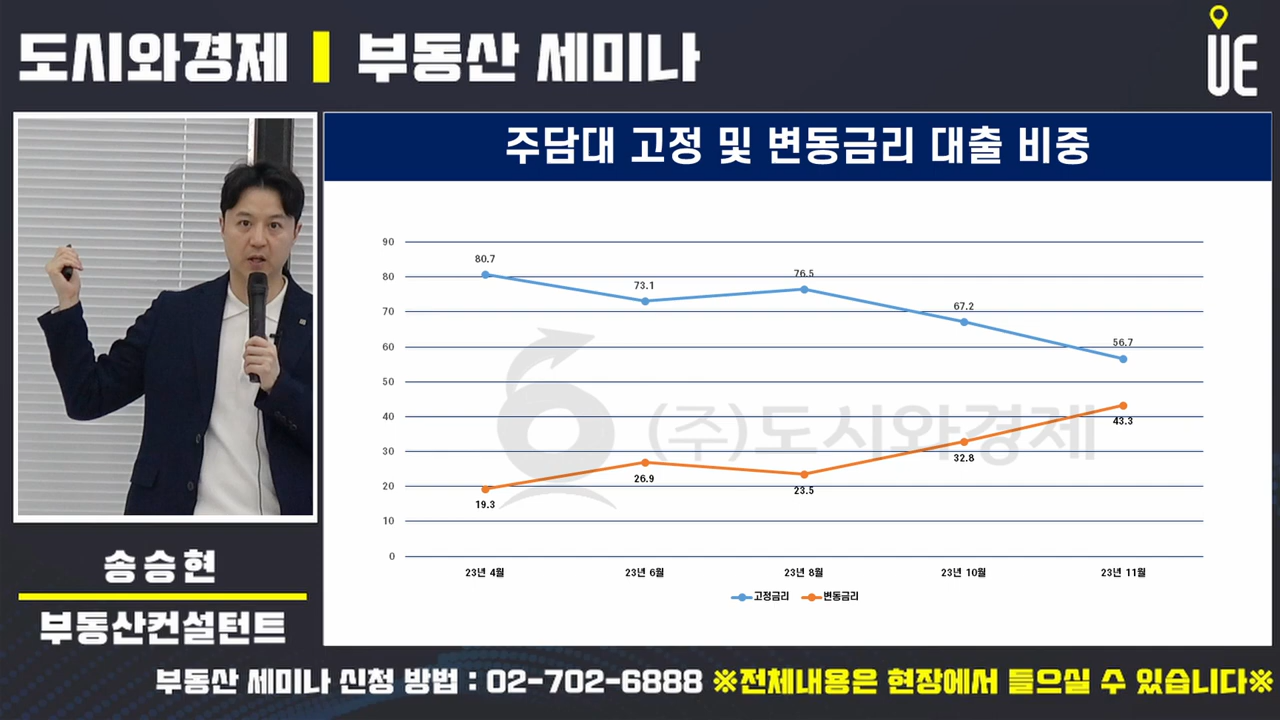 도시와경제 | 부동산 세미나
UE
주담대 고정 및 변동금리 대출 비중
90
80
70
60
50
40
30
20
10
0
80.7
73.1
76.5
67.2
56.7
19.3
26.9
23.5
32.8
43.3
(주)도시와경제
23년 4월 23년 6월 23년 8월 23년 10월 23년 11월
고정금리 변동금리
송승현
부동산컨설턴트
부동산 세미나 신청 방법 : 02-702-6888 ※전체내용은 현장에서 들으실 수 있습니다※